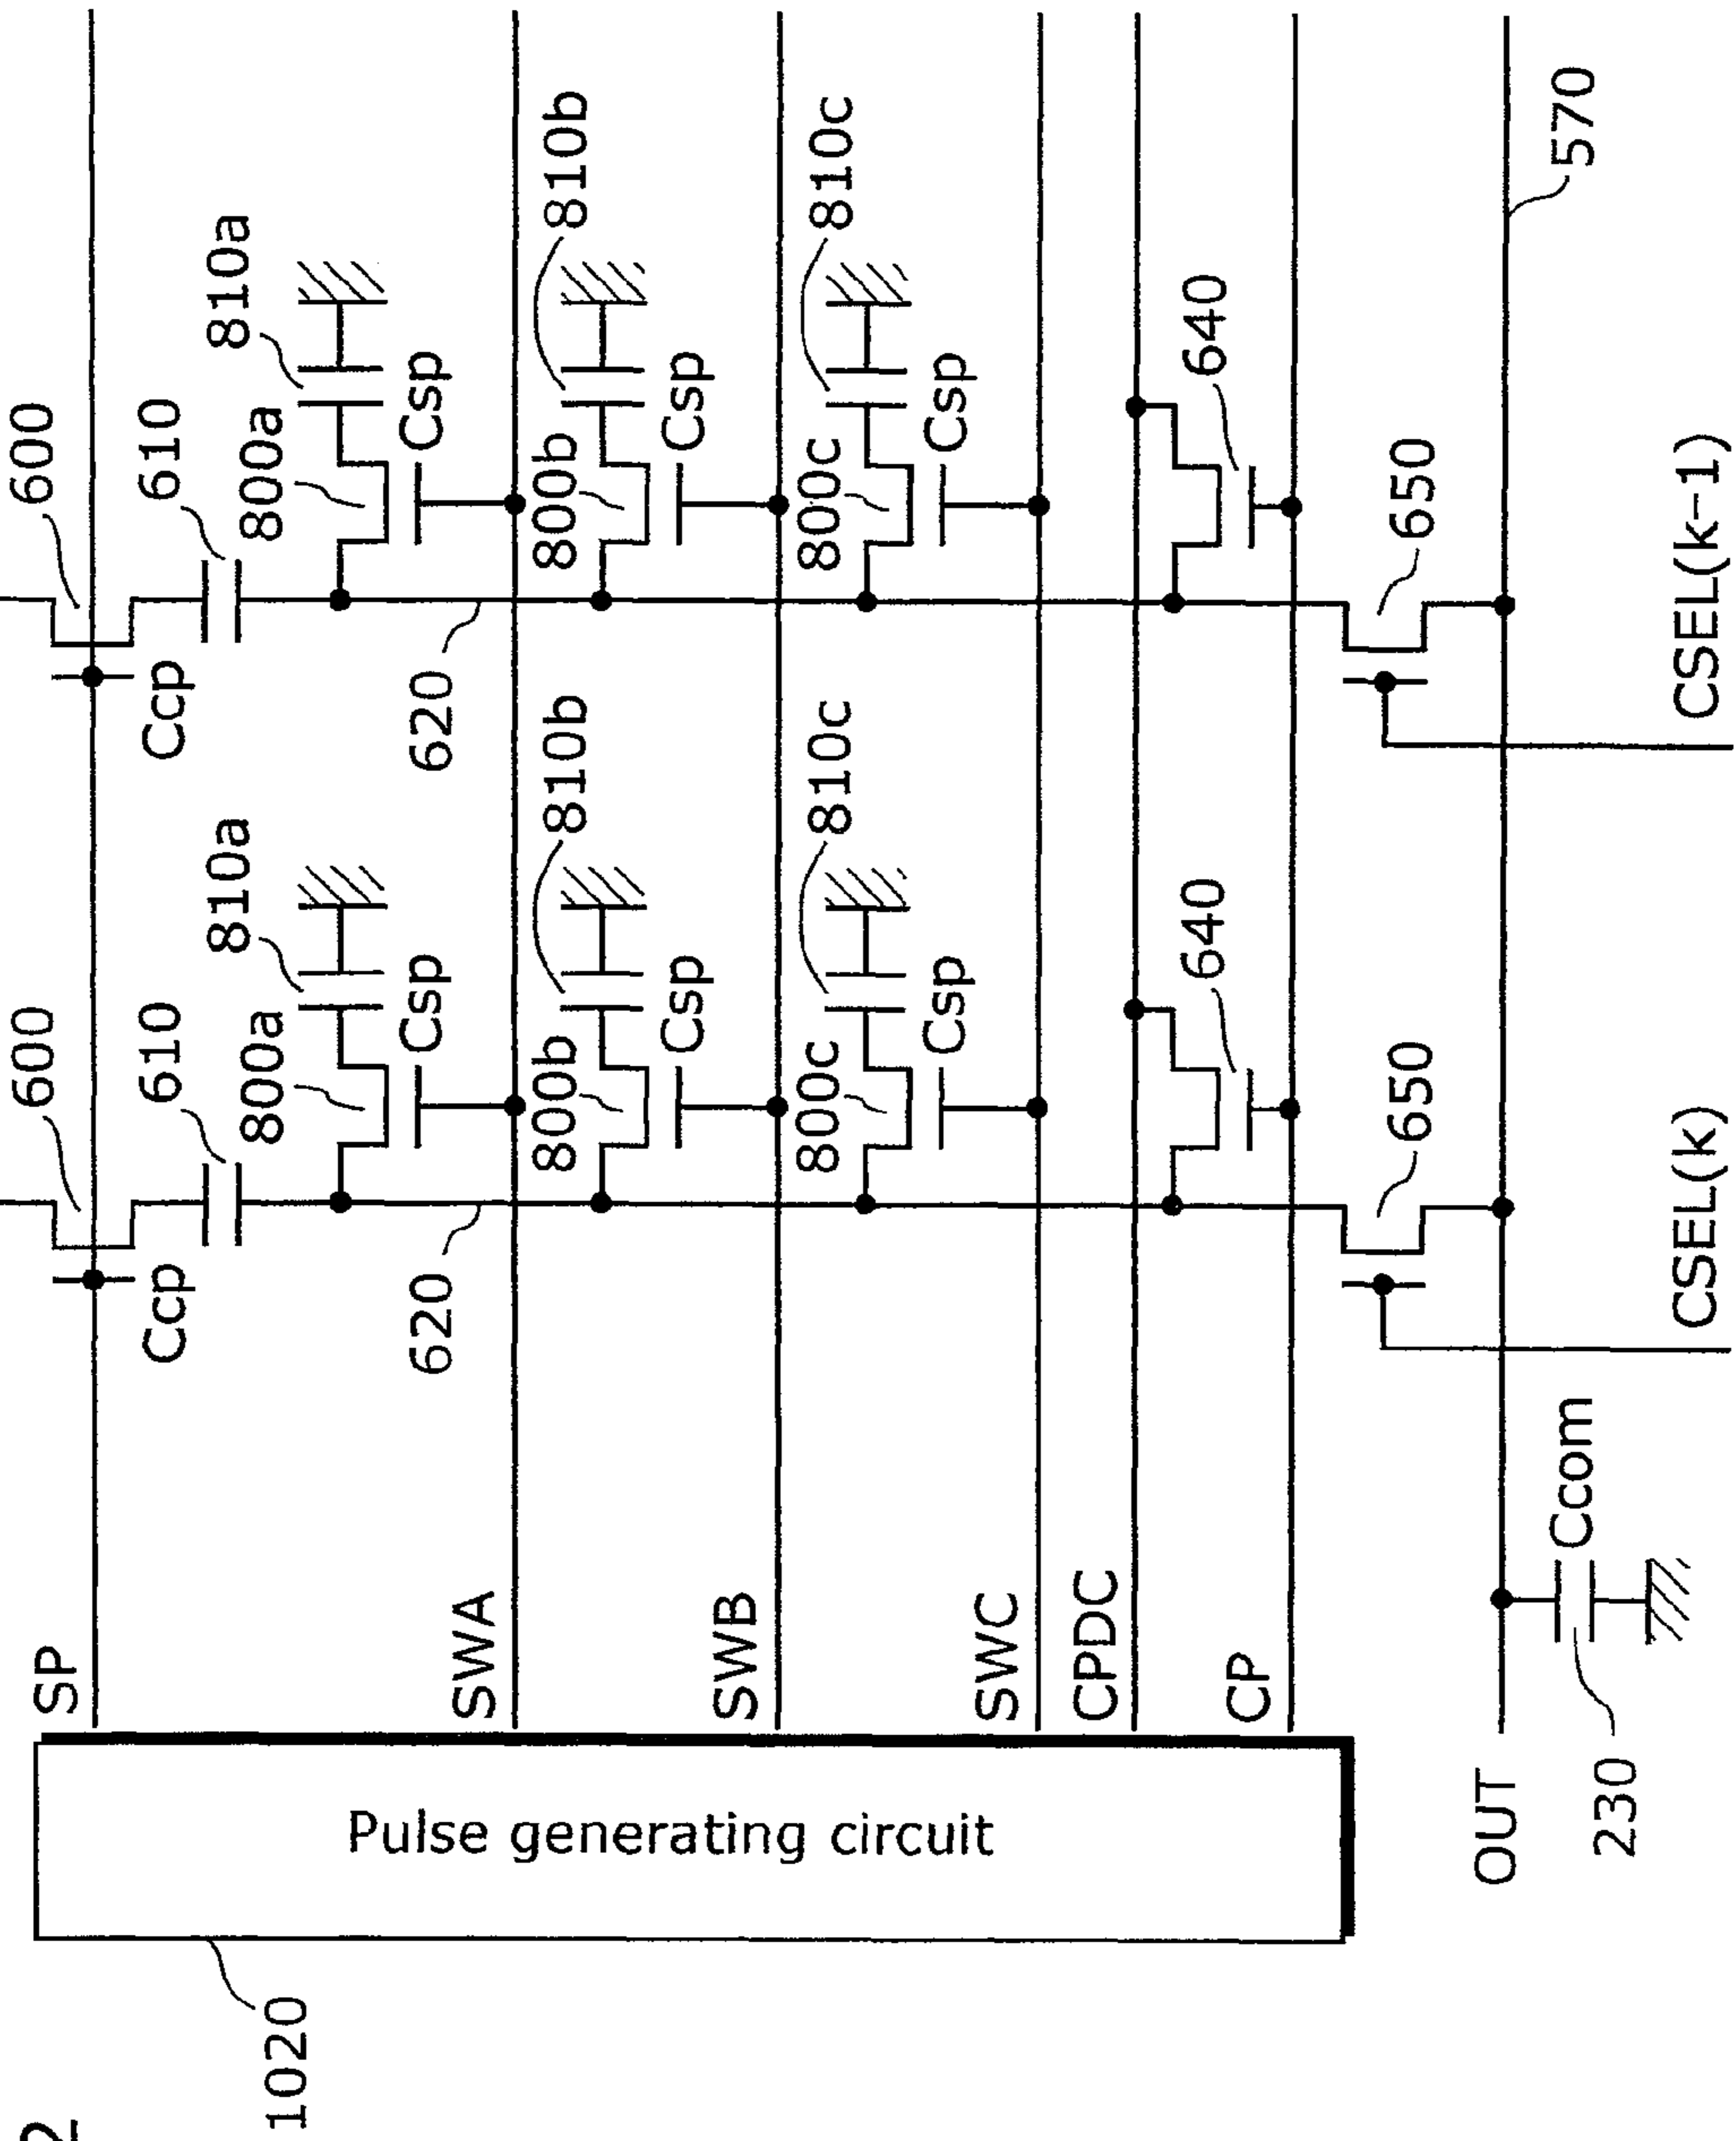 600
600
SP
Ccp
610
Ccp
610
800a
810a
800a
810a
1020
620
Csp
620
Csp
SWA
800b
810b
800b
810b
Csp
Csp
SWB
800c
810c
800c
810c
Csp
Csp
SWC
CPDC
640
640
CP
Pulse generating circuit
650
650
OUT
Ccom
570
230
CSEL(k)
CSEL(k-1)
2